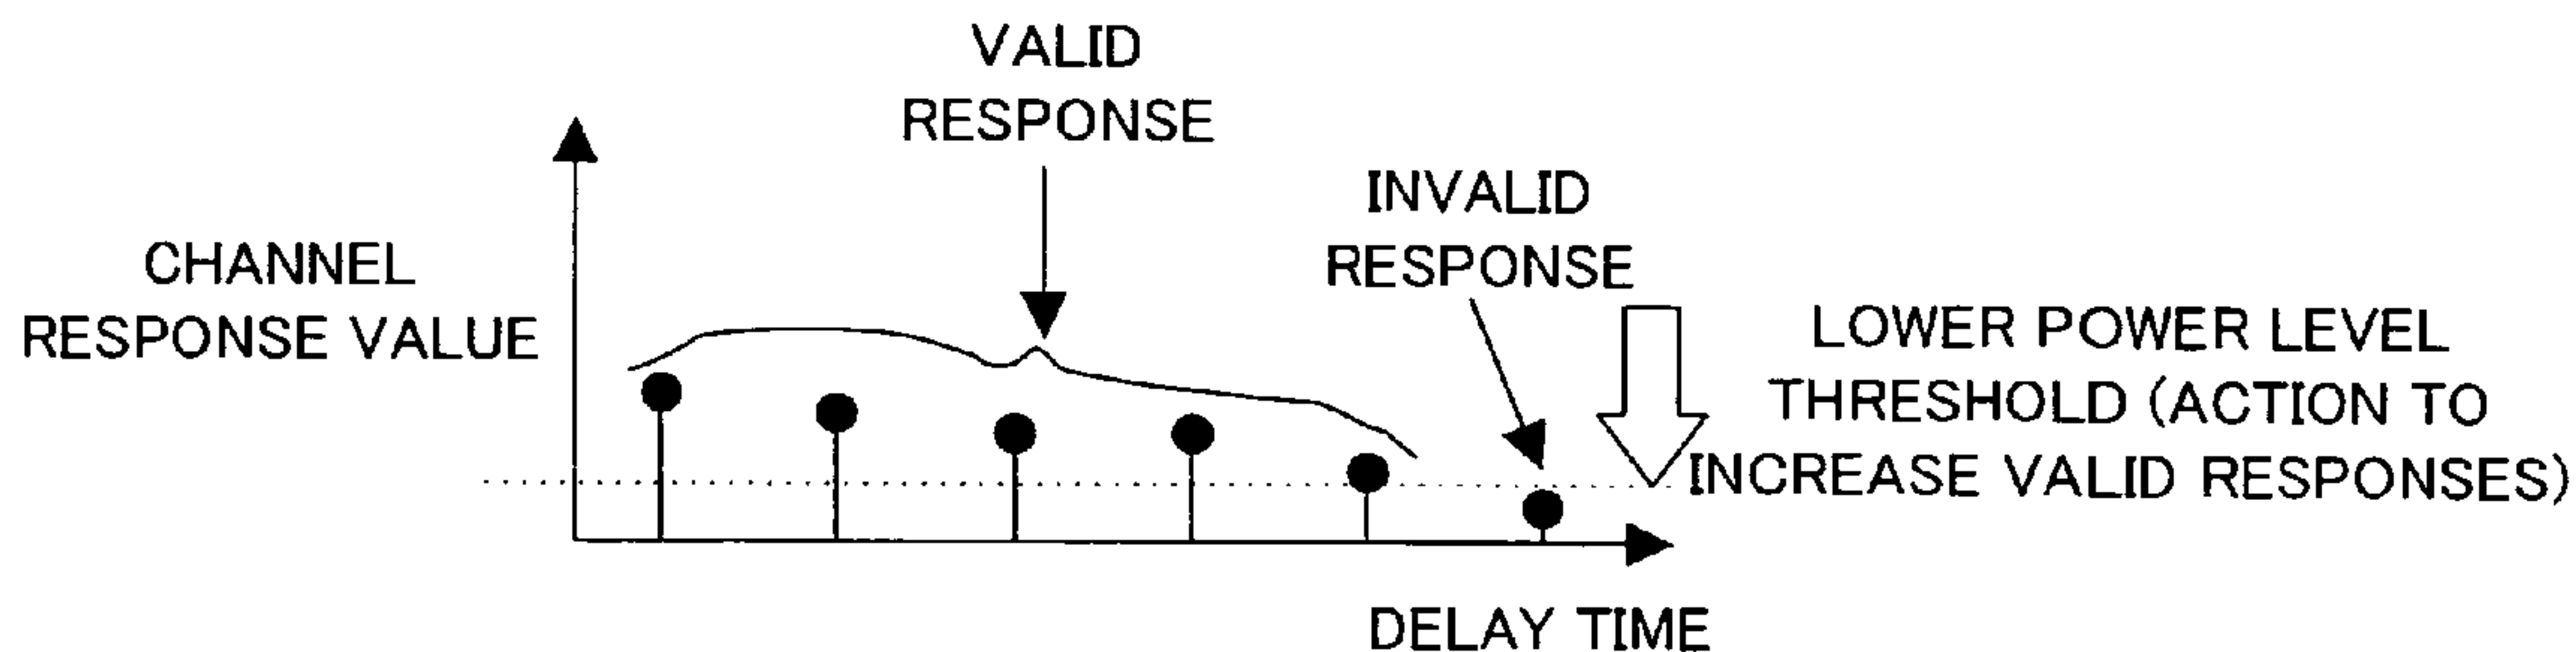 VALID
RESPONSE
INVALID
RESPONSE
CHANNEL
RESPONSE VALUE
LOWER POWER LEVEL
THRESHOLD (ACTION TO
INCREASE VALID RESPONSES)
DELAY TIME